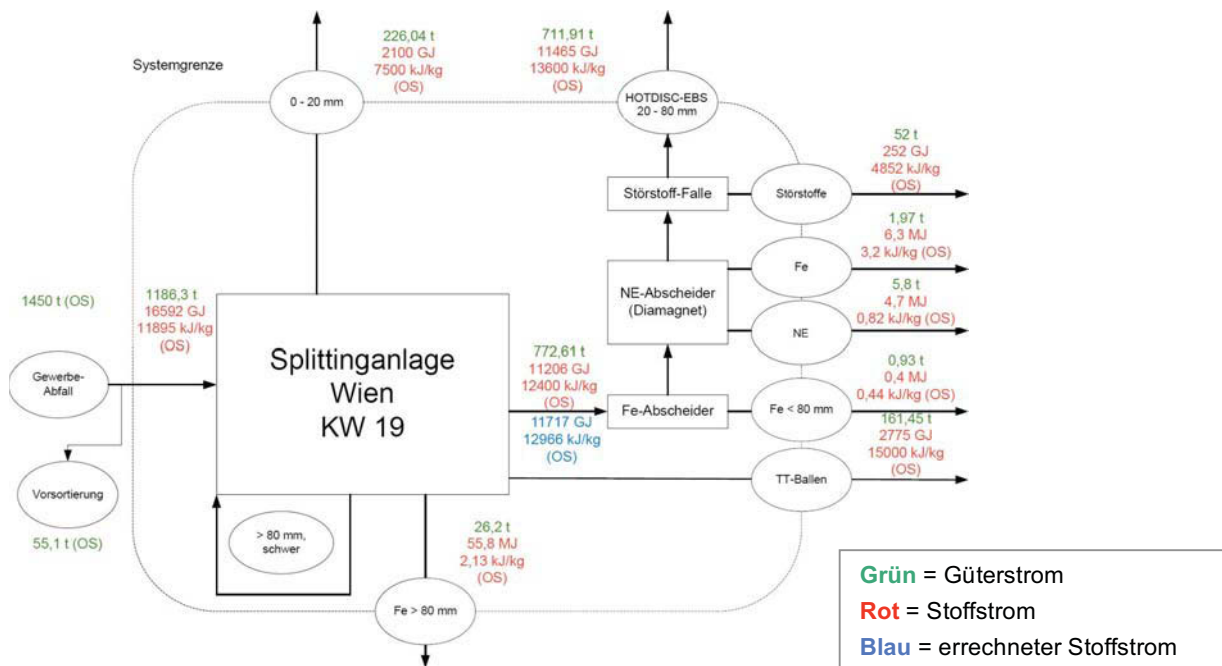 Systemgrenze
226,04 t
2100 GJ
7500 kJ/kg
(OS)
0 - 20 mm
711,91 t
11465 GJ
13600 kJ/kg
(OS)
HOTDISC-EBS
20 - 80 mm
52 t
252 GJ
4852 kJ/kg
(OS)
Störstoff-Falle
Störstoffe
1,97 t
6,3 MJ
3,2 kJ/kg (OS)
Fe
NE-Abscheider
(Diamagnet)
5,8 t
4,7 MJ
0,82 kJ/kg (OS)
NE
1450 t (OS)
1186,3 t
16592 GJ
11895 kJ/kg
(OS)
Gewerbe-
Abfall
Splittinganlage
Wien
KW 19
772,61 t
11206 GJ
12400 kJ/kg
(OS)
11717 GJ
12966 kJ/kg
(OS)
Fe-Abscheider
Fe < 80 mm
0,93 t
0,4 MJ
0,44 kJ/kg (OS)
161,45 t
2775 GJ
15000 kJ/kg
(OS)
TT-Ballen
Vorsortierung
55,1 t (OS)
> 80 mm,
schwer
26,2 t
55,8 MJ
2,13 kJ/kg
(OS)
Fe > 80 mm
Grün = Güterstrom
Rot = Stoffstrom
Blau = errechneter Stoffstrom